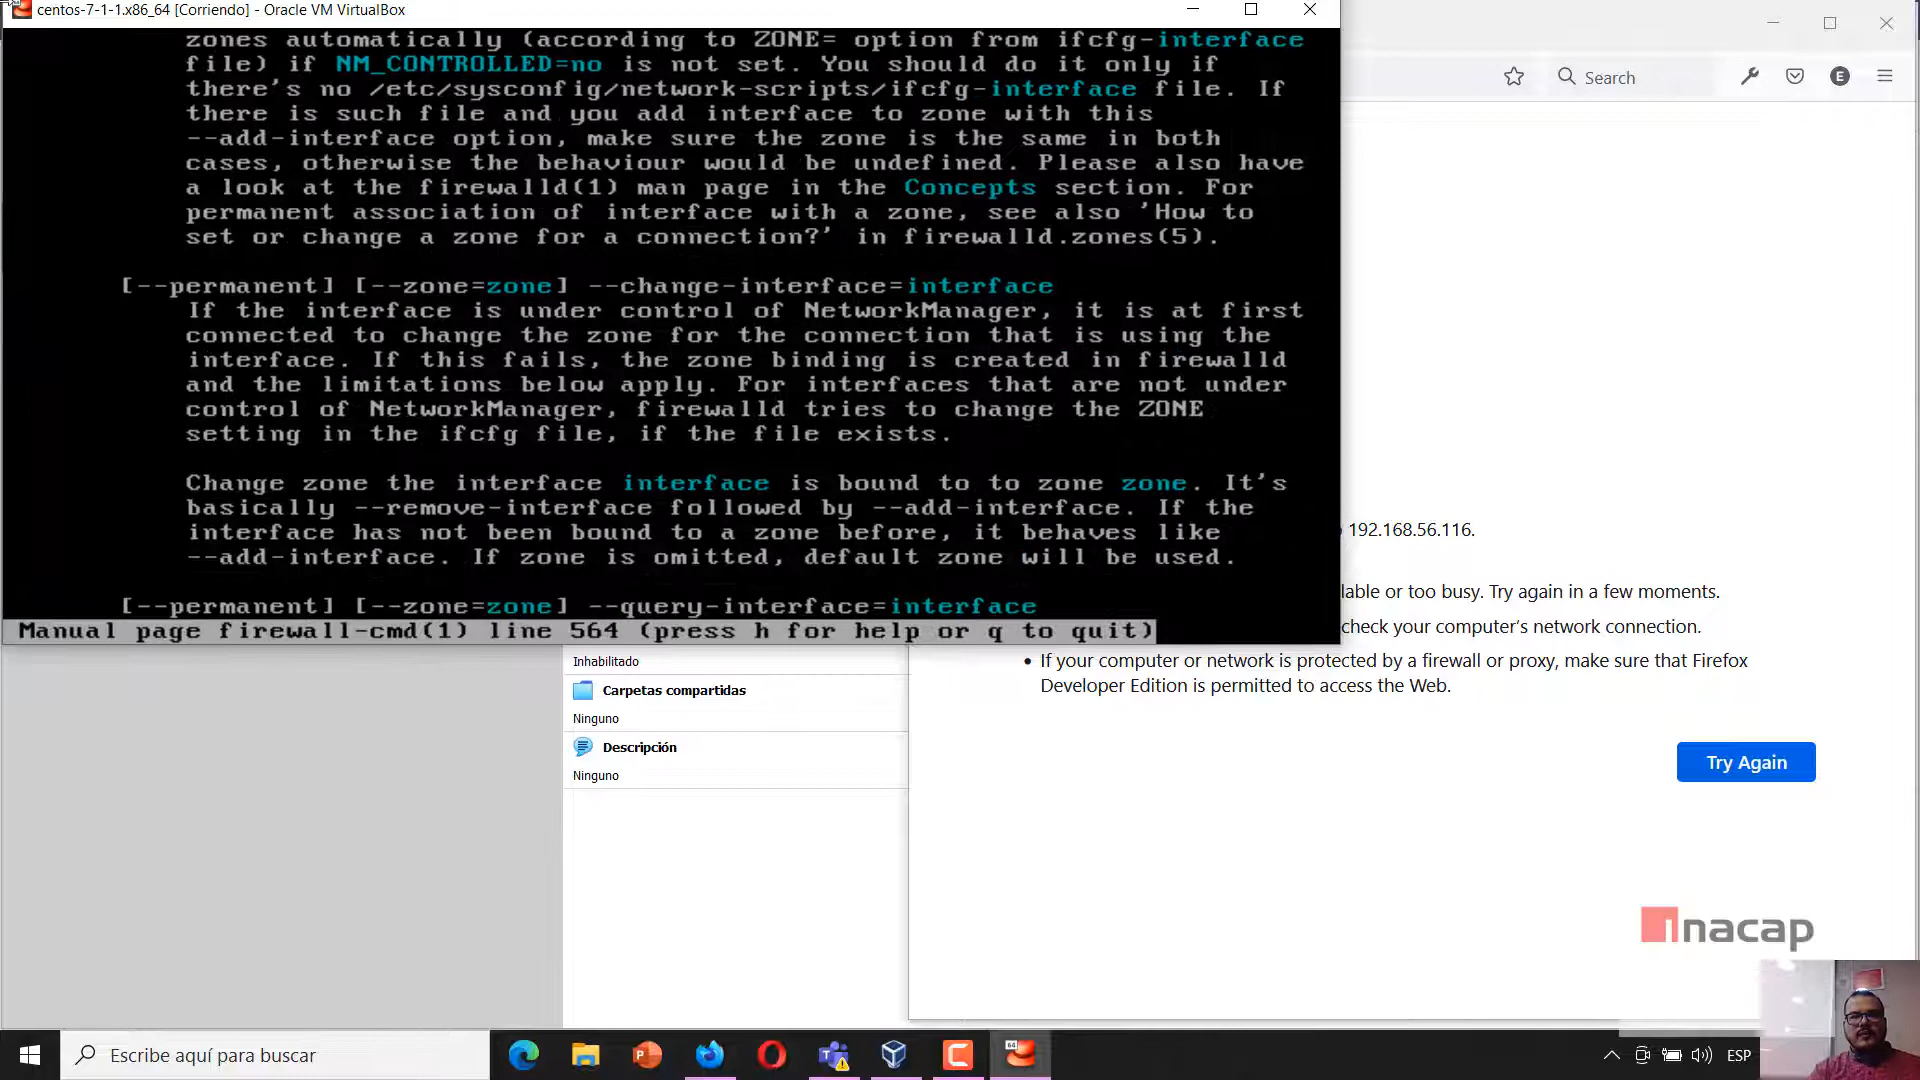 centos-7-1-1.x86_64 [Corriendo] - Oracle VM VirtualBox
zones automatically (according to ZONE= option from ifcfg-interface
file) if NM_CONTROLLED=no is not set. You should do it only if
there's no /etc/sysconfig/network-scripts/ifcfg-interface file. If
there is such file and you add interface to zone with this
--add-interface option, make sure the zone is the same in both
cases, otherwise the behaviour would be undefined. Please also have
a look at the firewalld(1) man page in the Concepts section. For
permanent association of interface with a zone, see also 'How to
set or change a zone for a connection?' in firewalld.zones(5).
[--permanent] [--zone=zone] --change-interface=interface
If the interface is under control of NetworkManager, it is at first
connected to change the zone for the connection that is using the
interface. If this fails, the zone binding is created in firewalld
and the limitations below apply. For interfaces that are not under
control of NetworkManager, firewalld tries to change the ZONE
setting in the ifcfg file, if the file exists.
Change zone the interface interface is bound to to zone zone. It's
basically --remove-interface followed by --add-interface. If the
interface has not been bound to a zone before, it behaves like
--add-interface. If zone is omitted, default zone will be used.
[--permanent] [--zone=zone] --query-interface=interface
Manual page firewall-cmd(1) line 564 (press h for help or q to quit)
Search
E
192.168.56.116.
lable or too busy. Try again in a few moments.
check your computer's network connection.
• If your computer or network is protected by a firewall or proxy, make sure that Firefox
Developer Edition is permitted to access the Web.
Try Again
Inhabilitado
Carpetas compartidas
Ninguno
Descripción
Ninguno
inacap
Escribe aquí para buscar
64
ESP